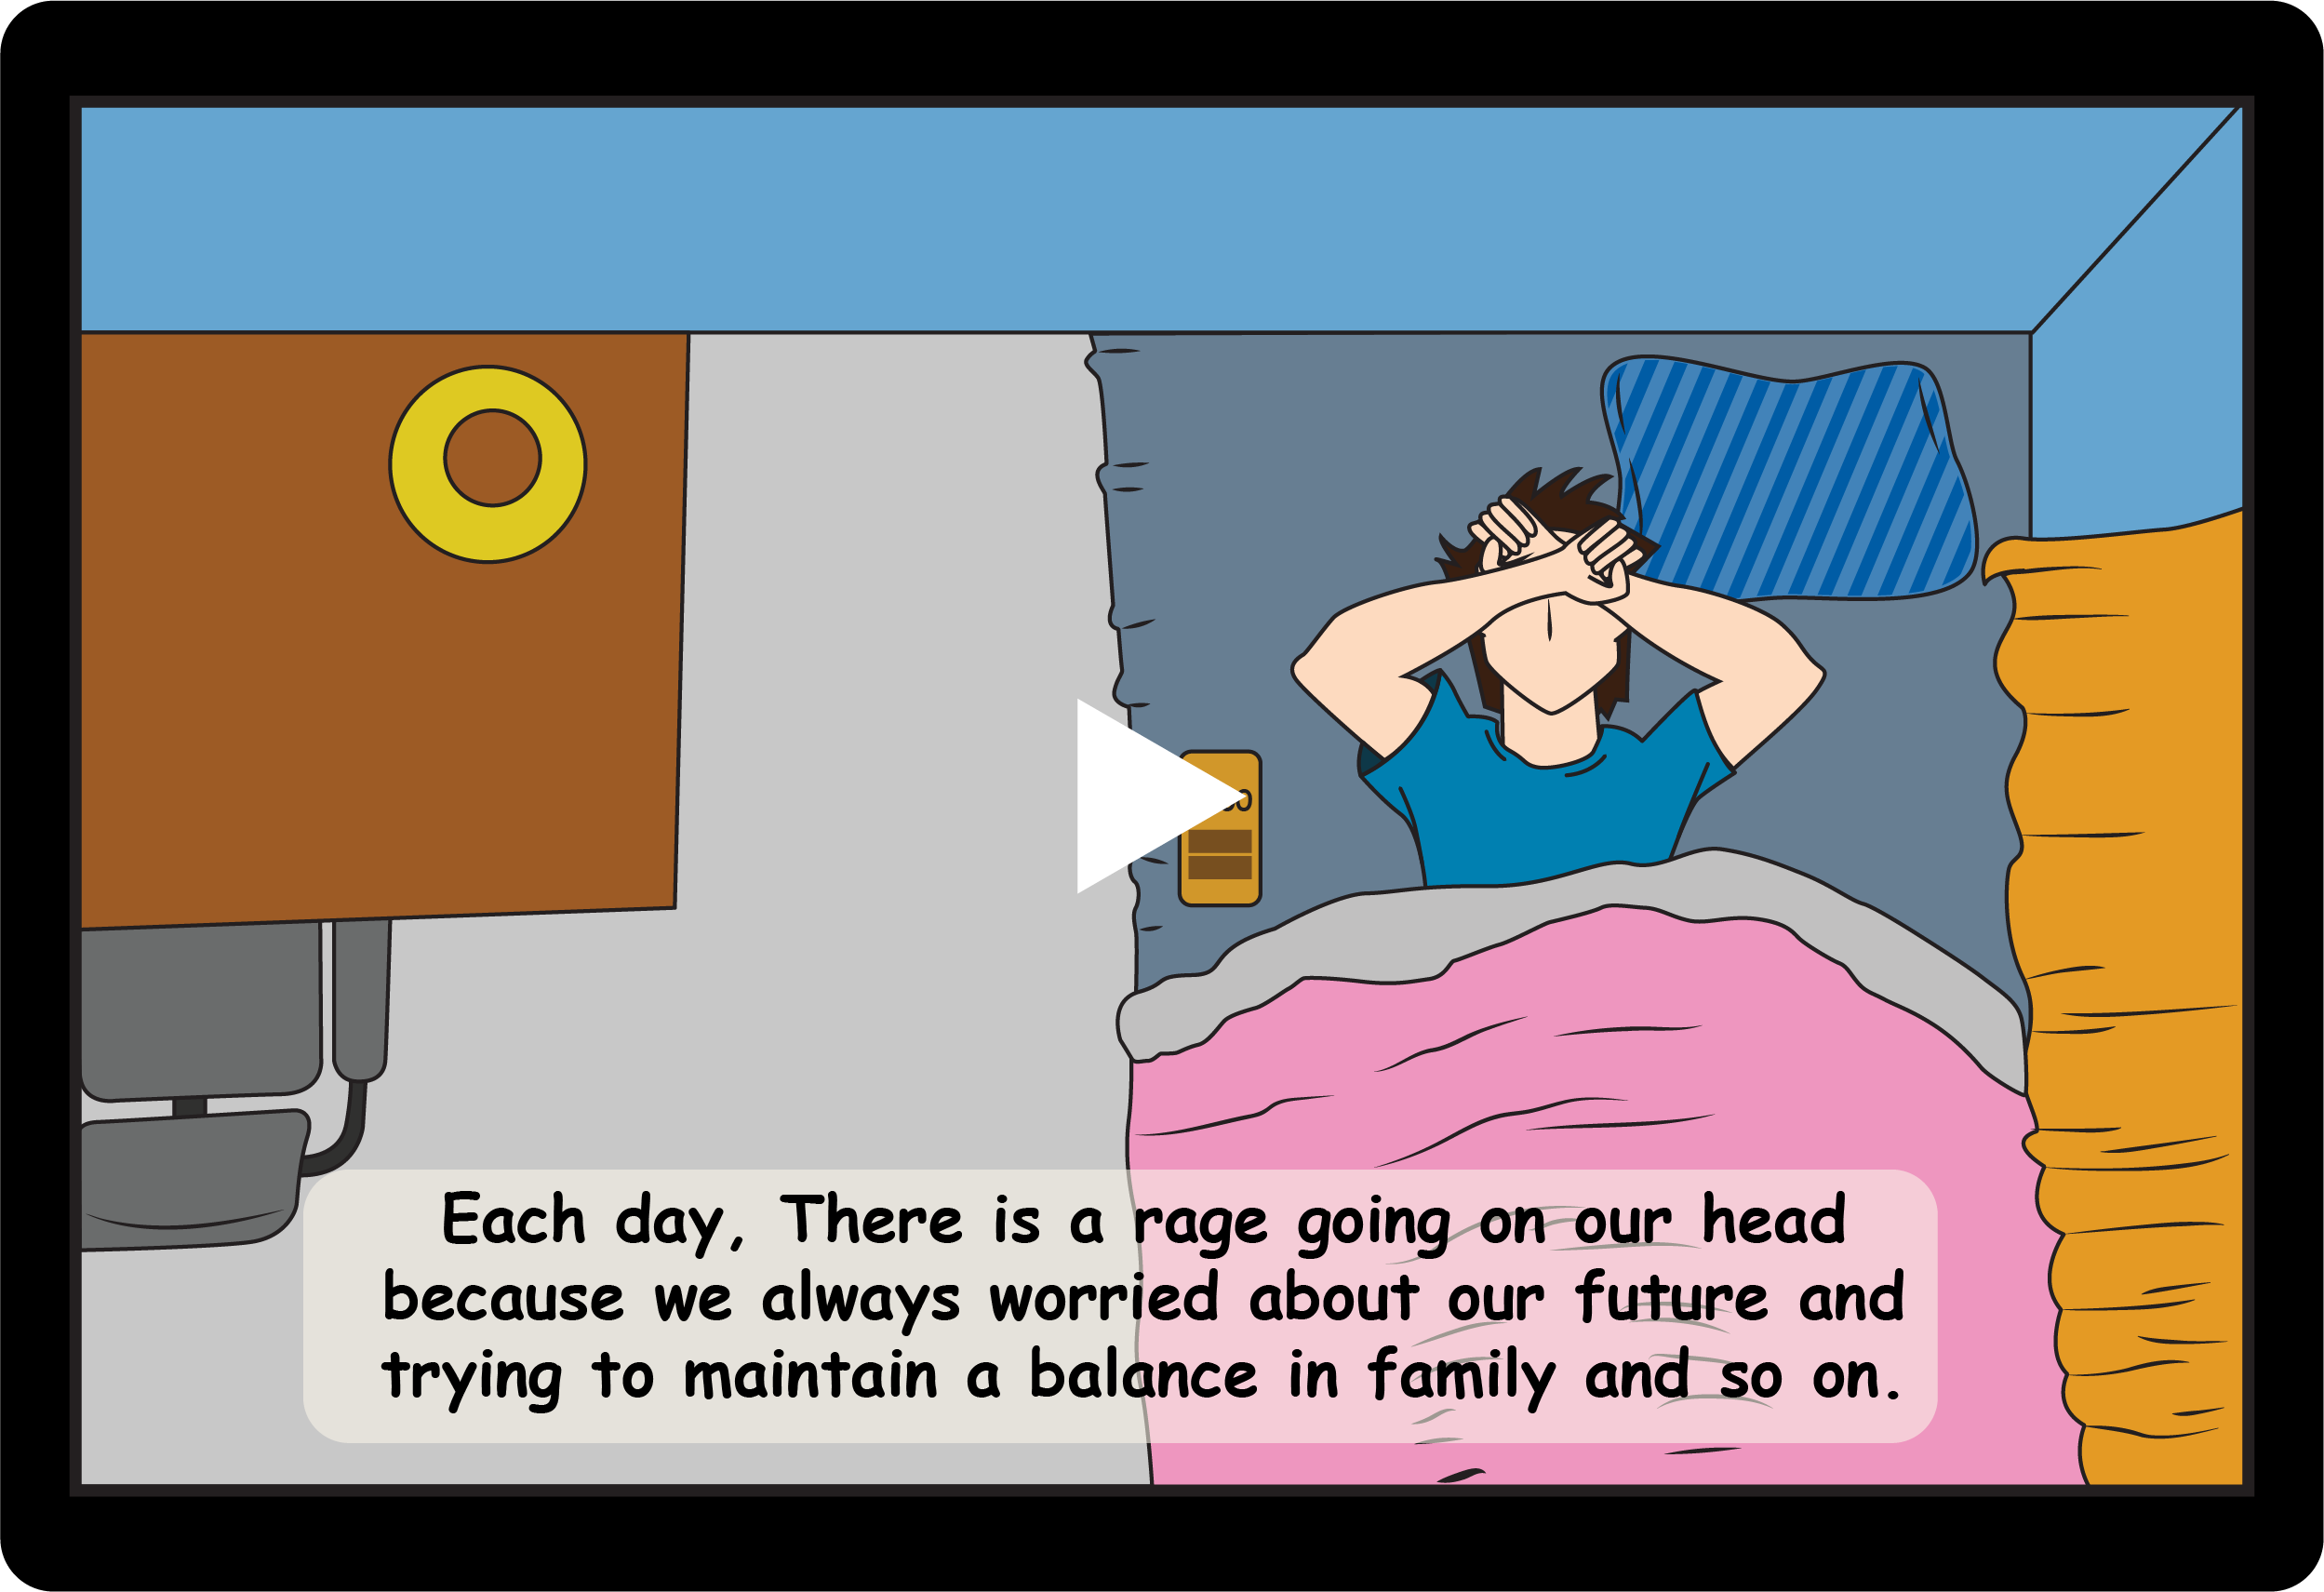 Each day, There is a rage going on our head
because we always worried about our future and
trying to maintain a balance in family and so on.